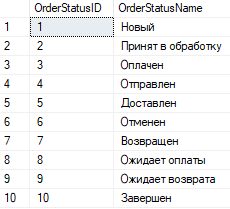 OrderStatusID OrderStatusName
1 1 Новый
2 2 Принят в обработку
3 3 Оплачен
4 4 Отправлен
5 5 Доставлен
6 6 Отменен
7 7 Возвращен
8 8 Ожидает оплаты
9 9 Ожидает возврата
10 10 Завершен